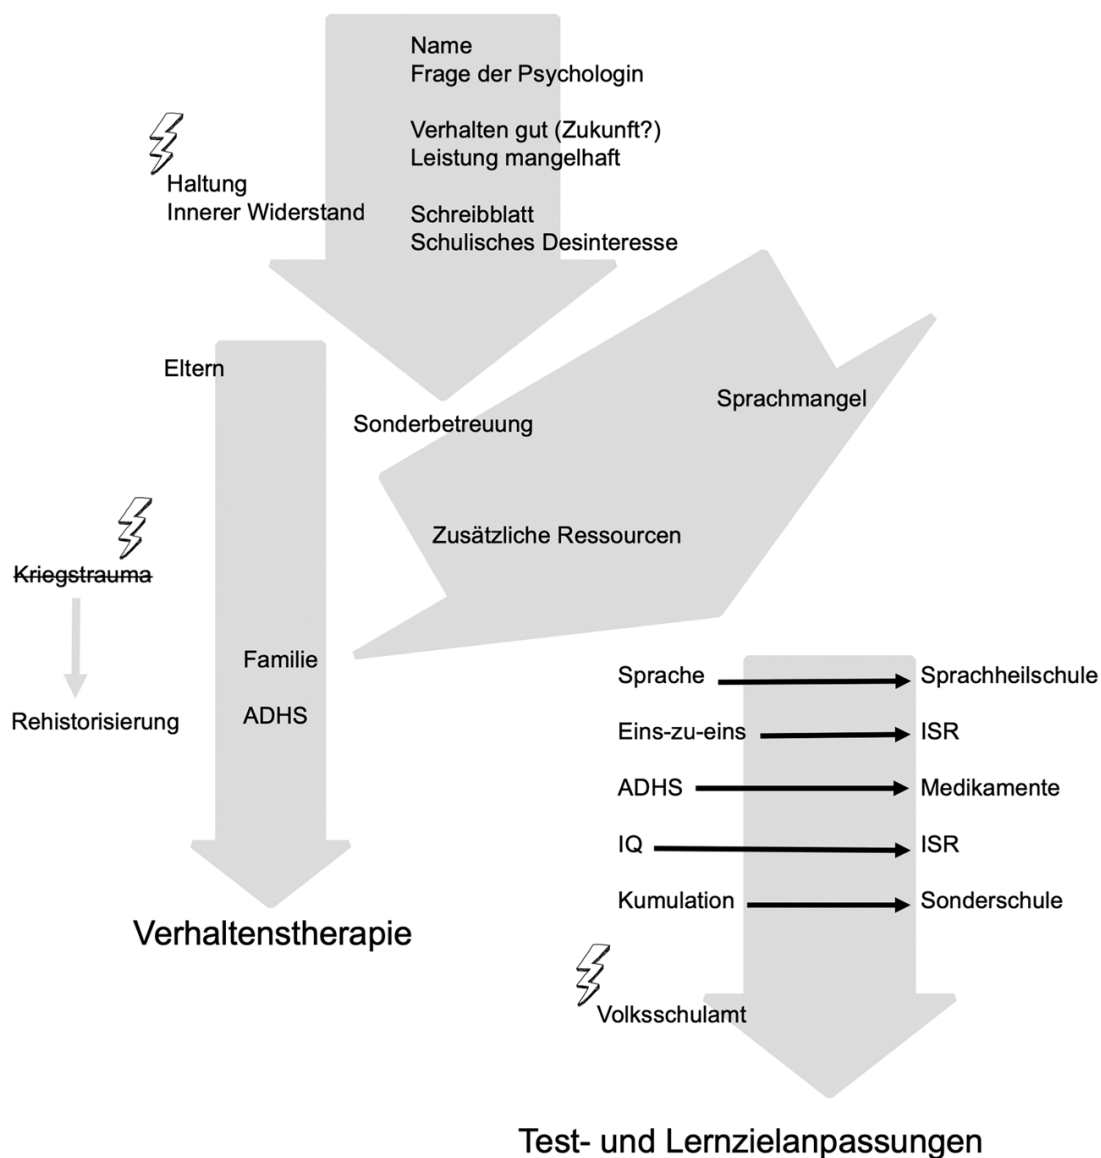 Name
Frage der Psychologin
Verhalten gut (Zukunft?)
Leistung mangelhaft
Haltung
Innerer Widerstand
Schreibblatt
Schulisches Desinteresse
Eltern
Sprachmangel
Sonderbetreuung
Zusätzliche Ressourcen
Kriegstrauma
Rehistorisierung
Familie
ADHS
Verhaltenstherapie
Sprache
Sprachheilschule
Eins-zu-eins
ISR
ADHS
Medikamente
IQ
ISR
Kumulation
Sonderschule
Volksschulamt
Test- und Lernzielanpassungen